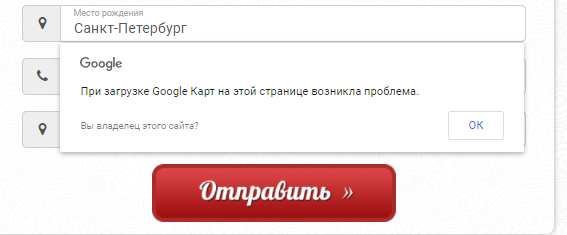 Место рождения
Санкт-Петербург
Google
При загрузке Google Карт на этой странице возникла проблема.
Вы владелец этого сайта?
ОК
Отправить »